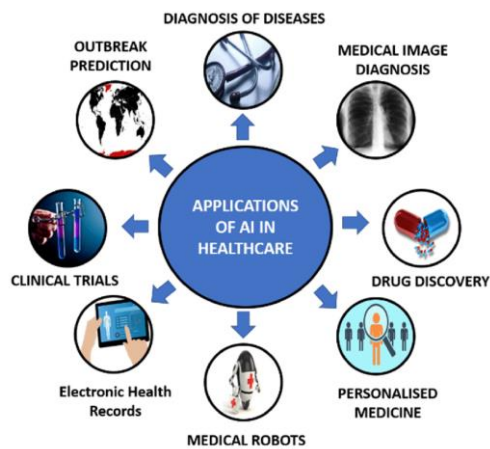 DIAGNOSIS OF DISEASES
OUTBREAK
PREDICTION
MEDICAL IMAGE
DIAGNOSIS
APPLICATIONS
OF AI IN
HEALTHCARE
CLINICAL TRIALS
DRUG DISCOVERY
Electronic Health
Records
PERSONALISED
MEDICINE
MEDICAL ROBOTS